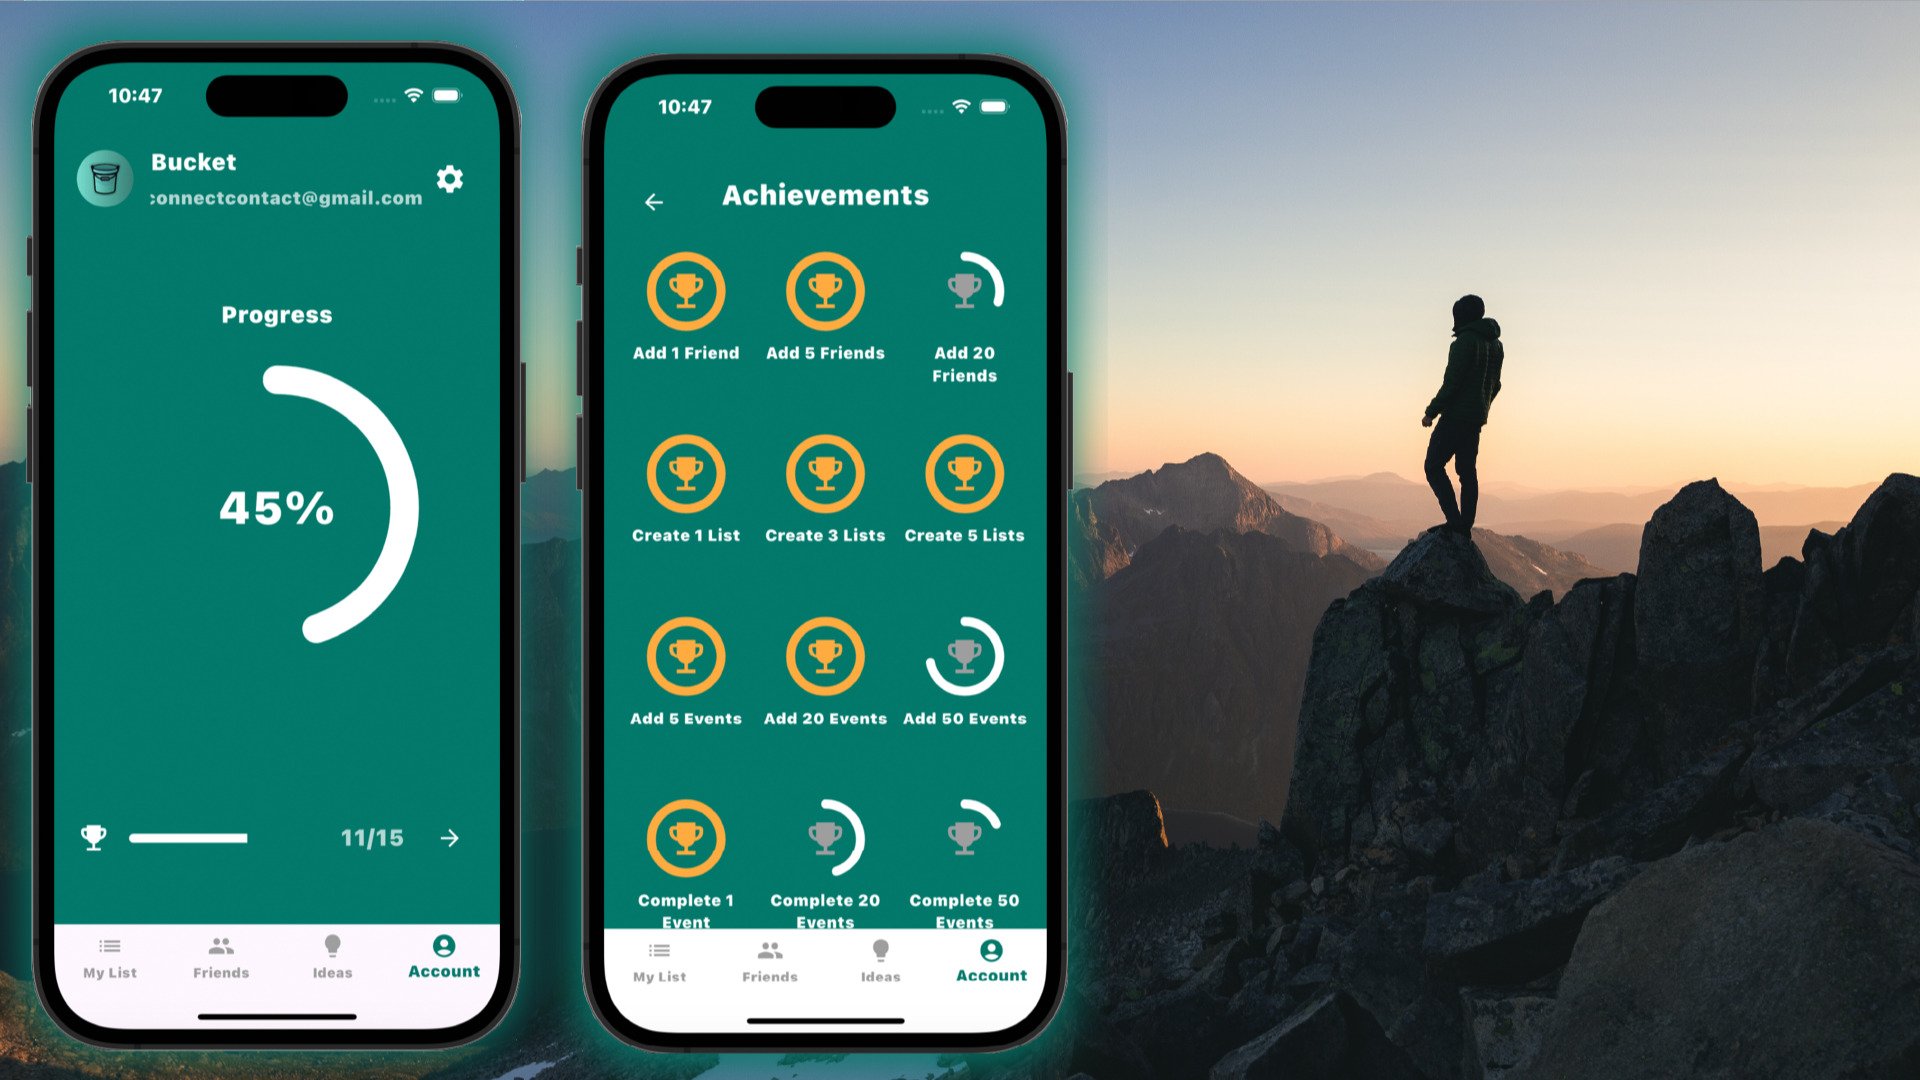 10:47
Bucket
connectcontact@gmail.com
Progress
45%
11/15
My List
Friends
Ideas
Account
10:47
Achievements
Add 1 Friend
Add 5 Friends
Add 20
Friends
Create 1 List
Create 3 Lists
Create 5 Lists
Add 5 Events
Add 20 Events
Add 50 Events
Complete 1
Event
Complete 20
Events
Complete 50
Events
My List
Friends
Ideas
Account